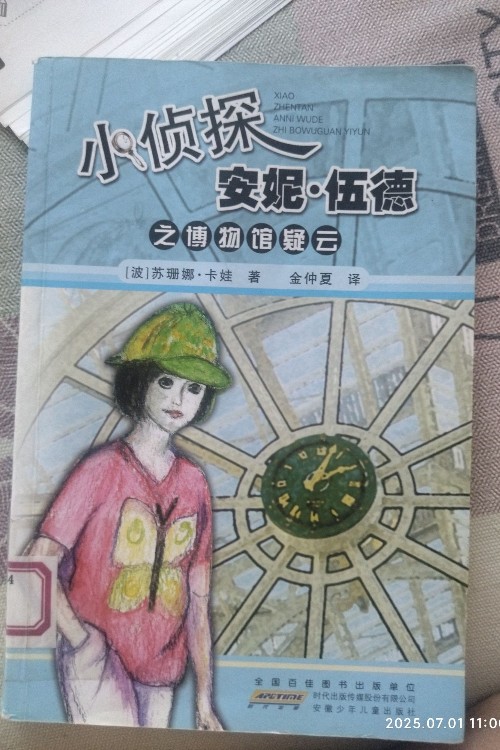 XIAO
ZHENTAN
ANNI WUDE
ZHI BOWUGUAN YIYUN
小侦探
安妮·伍德
之博物馆疑云
[波]苏珊娜·卡娃 著 金仲夏 译
4
全国百佳图书出版单位
时代出版传媒股份有限公司
安徽少年儿童出版社
2025.07.01 11:0